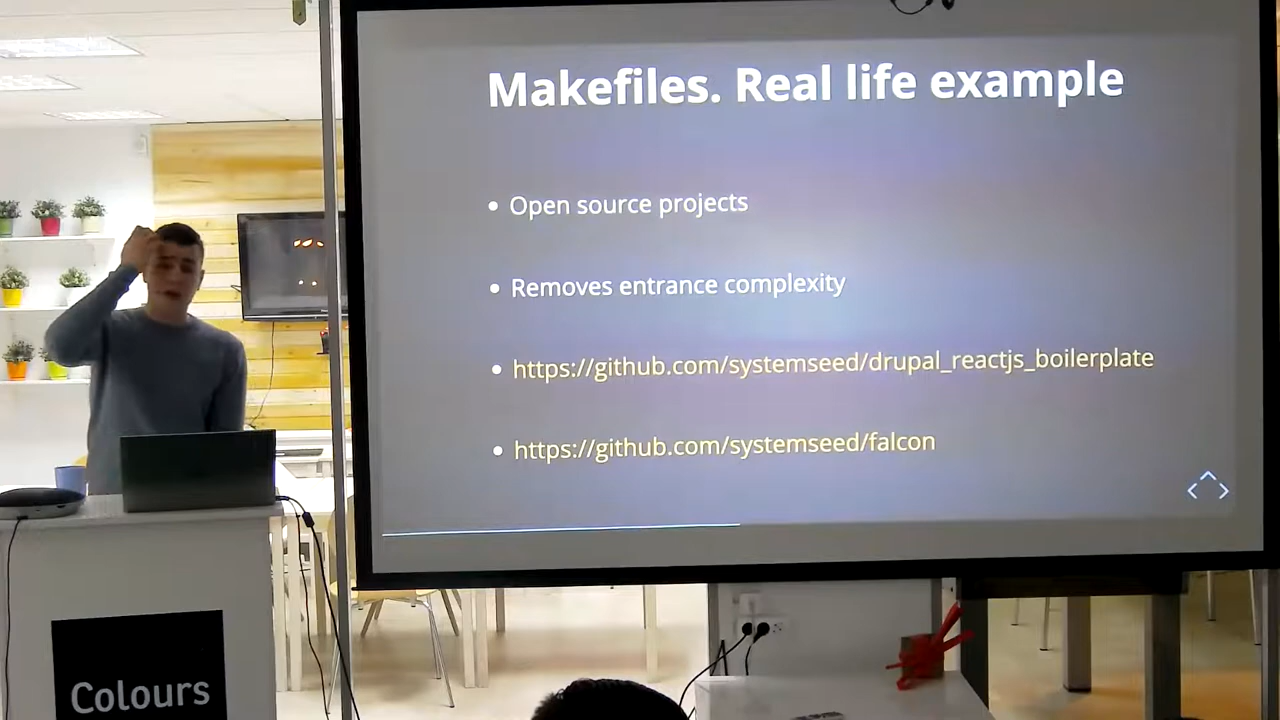 Makefiles. Real life example
Open source projects
Removes entrance complexity
https://github.com/systemseed/drupal_reactjs_boilerplate
https://github.com/systemseed/falcon
Colours